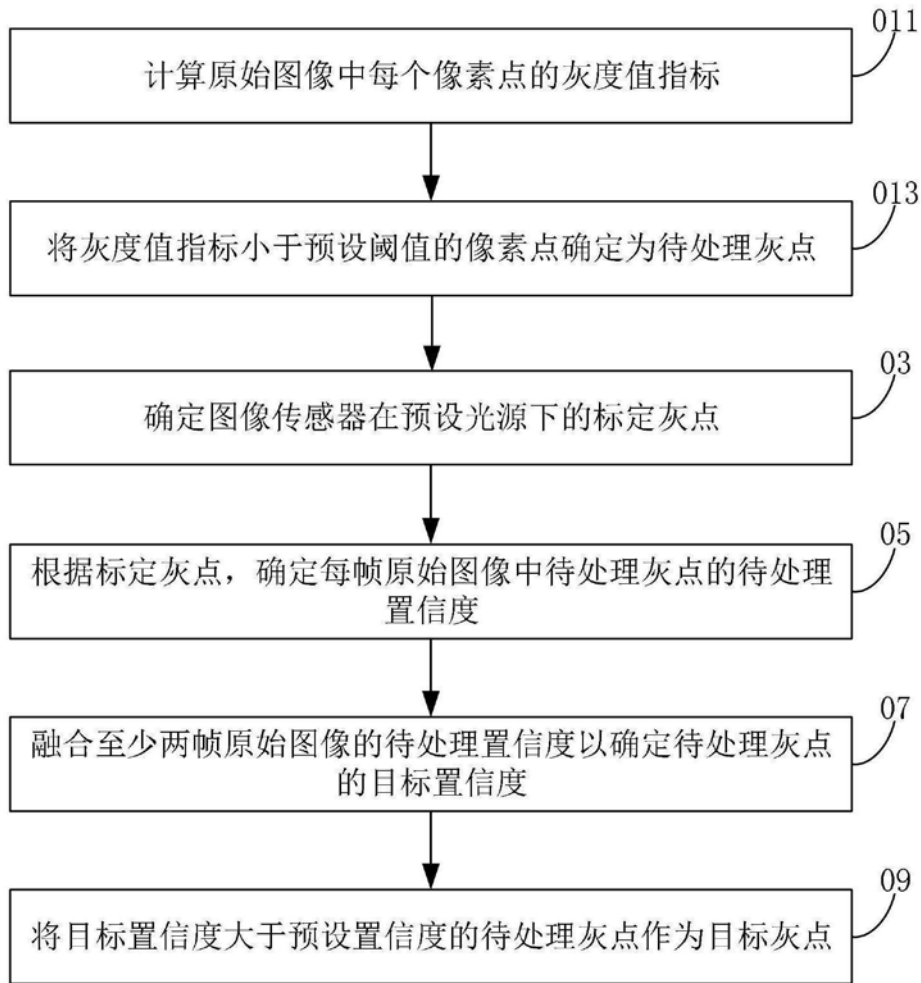 011
计算原始图像中每个像素点的灰度值指标
013
将灰度值指标小于预设阈值的像素点确定为待处理灰点
03
确定图像传感器在预设光源下的标定灰点
05
根据标定灰点，确定每帧原始图像中待处理灰点的待处理
置信度
07
融合至少两帧原始图像的待处理置信度以确定待处理灰点
的目标置信度
09
将目标置信度大于预设置信度的待处理灰点作为目标灰点